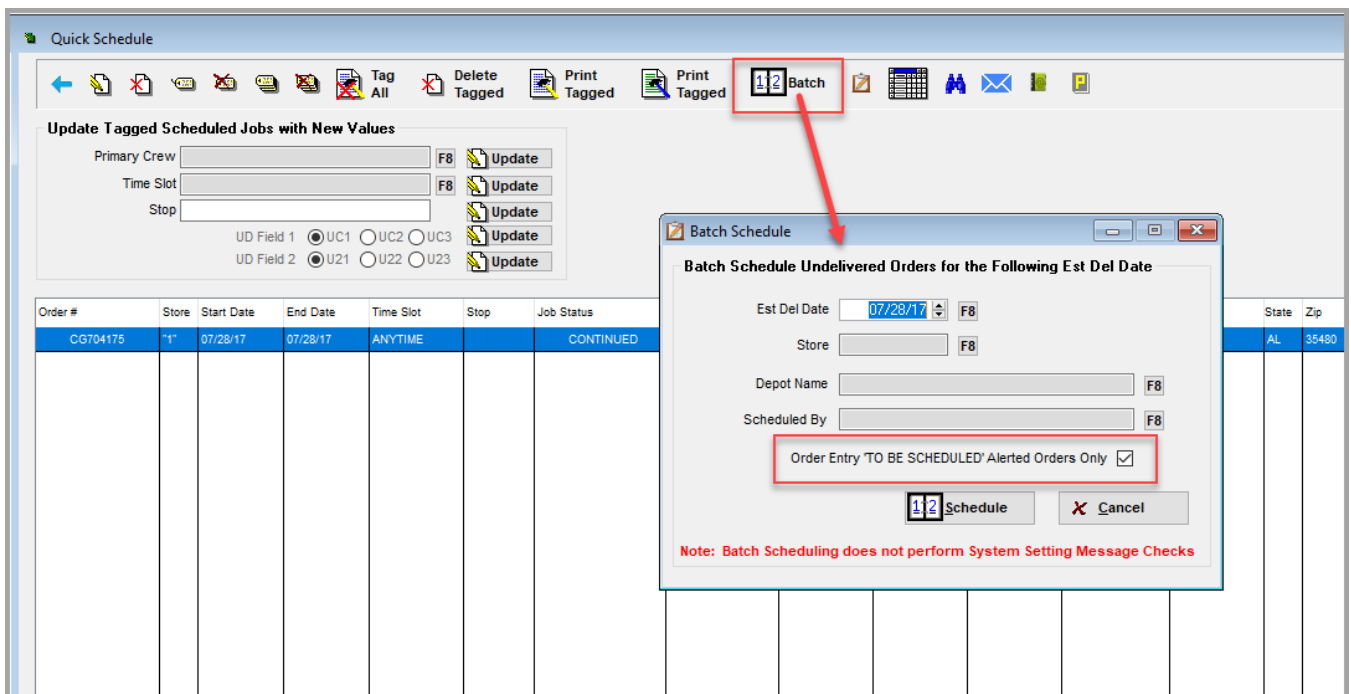 Quick Schedule
Tag All
Delete Tagged
Print Tagged
Print Tagged
1 2 Batch
Update Tagged Scheduled Jobs with New Values
Primary Crew F8 Update
Time Slot F8 Update
Stop Update
UD Field 1 UC1 UC2 UC3 Update
UD Field 2 U21 U22 U23 Update
Order # Store Start Date End Date Time Slot Stop Job Status State Zip
CG704175 "1" 07/28/17 07/28/17 ANYTIME CONTINUED AL 35480
Batch Schedule
Batch Schedule Undelivered Orders for the Following Est Del Date
Est Del Date 07/28/17 F8
Store F8
Depot Name F8
Scheduled By F8
Order Entry 'TO BE SCHEDULED' Alerted Orders Only
1 2 Schedule Cancel
Note: Batch Scheduling does not perform System Setting Message Checks